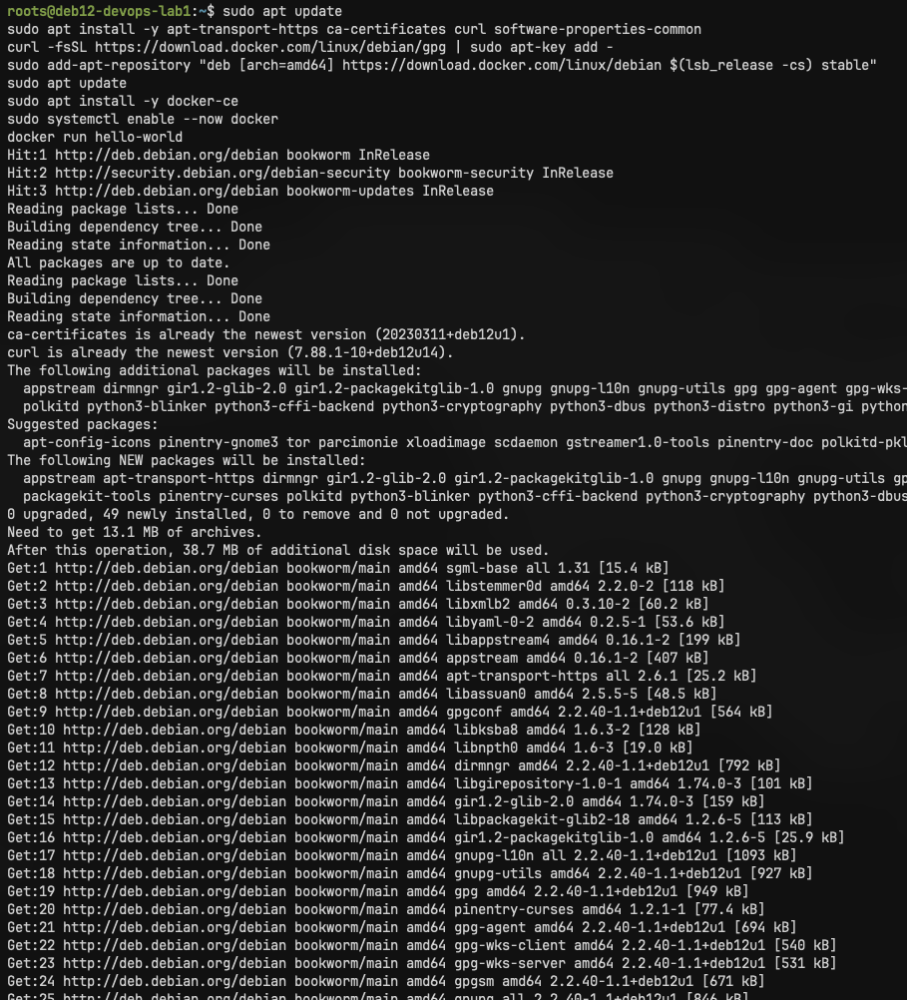 roots@deb12-devops-lab1:~$ sudo apt update
sudo apt install -y apt-transport-https ca-certificates curl software-properties-common
curl -fsSL https://download.docker.com/linux/debian/gpg | sudo apt-key add -
sudo add-apt-repository "deb [arch=amd64] https://download.docker.com/linux/debian $(lsb_release -cs) stable"
sudo apt update
sudo apt install -y docker-ce
sudo systemctl enable --now docker
docker run hello-world
Hit:1 http://deb.debian.org/debian bookworm InRelease
Hit:2 http://security.debian.org/debian-security bookworm-security InRelease
Hit:3 http://deb.debian.org/debian bookworm-updates InRelease
Reading package lists... Done
Building dependency tree... Done
Reading state information... Done
All packages are up to date.
Reading package lists... Done
Building dependency tree... Done
Reading state information... Done
ca-certificates is already the newest version (20230311+deb12u1).
curl is already the newest version (7.88.1-10+deb12u14).
The following additional packages will be installed:
  appstream dirmngr gir1.2-glib-2.0 gir1.2-packagekitglib-1.0 gnupg gnupg-l10n gnupg-utils gpg gpg-agent gpg-wks-
  polkitd python3-blinker python3-cffi-backend python3-cryptography python3-dbus python3-distro python3-gi python
Suggested packages:
  apt-config-icons pinentry-gnome3 tor parcimonie xloadimage scdaemon gstreamer1.0-tools pinentry-doc polkitd-pkl
The following NEW packages will be installed:
  appstream apt-transport-https dirmngr gir1.2-glib-2.0 gir1.2-packagekitglib-1.0 gnupg gnupg-l10n gnupg-utils gp
  packagekit-tools pinentry-curses polkitd python3-blinker python3-cffi-backend python3-cryptography python3-dbus
0 upgraded, 49 newly installed, 0 to remove and 0 not upgraded.
Need to get 13.1 MB of archives.
After this operation, 38.7 MB of additional disk space will be used.
Get:1 http://deb.debian.org/debian bookworm/main amd64 sgml-base all 1.31 [15.4 kB]
Get:2 http://deb.debian.org/debian bookworm/main amd64 libstemmer0d amd64 2.2.0-2 [118 kB]
Get:3 http://deb.debian.org/debian bookworm/main amd64 libxmlb2 amd64 0.3.10-2 [60.2 kB]
Get:4 http://deb.debian.org/debian bookworm/main amd64 libyaml-0-2 amd64 0.2.5-1 [53.6 kB]
Get:5 http://deb.debian.org/debian bookworm/main amd64 libappstream4 amd64 0.16.1-2 [199 kB]
Get:6 http://deb.debian.org/debian bookworm/main amd64 appstream amd64 0.16.1-2 [407 kB]
Get:7 http://deb.debian.org/debian bookworm/main amd64 apt-transport-https all 2.6.1 [25.2 kB]
Get:8 http://deb.debian.org/debian bookworm/main amd64 libassuan0 amd64 2.5.5-5 [48.5 kB]
Get:9 http://deb.debian.org/debian bookworm/main amd64 gpgconf amd64 2.2.40-1.1+deb12u1 [564 kB]
Get:10 http://deb.debian.org/debian bookworm/main amd64 libksba8 amd64 1.6.3-2 [128 kB]
Get:11 http://deb.debian.org/debian bookworm/main amd64 libnpth0 amd64 1.6-3 [19.0 kB]
Get:12 http://deb.debian.org/debian bookworm/main amd64 dirmngr amd64 2.2.40-1.1+deb12u1 [792 kB]
Get:13 http://deb.debian.org/debian bookworm/main amd64 libgirepository-1.0-1 amd64 1.74.0-3 [101 kB]
Get:14 http://deb.debian.org/debian bookworm/main amd64 gir1.2-glib-2.0 amd64 1.74.0-3 [159 kB]
Get:15 http://deb.debian.org/debian bookworm/main amd64 libpackagekit-glib2-18 amd64 1.2.6-5 [113 kB]
Get:16 http://deb.debian.org/debian bookworm/main amd64 gir1.2-packagekitglib-1.0 amd64 1.2.6-5 [25.9 kB]
Get:17 http://deb.debian.org/debian bookworm/main amd64 gnupg-l10n all 2.2.40-1.1+deb12u1 [1093 kB]
Get:18 http://deb.debian.org/debian bookworm/main amd64 gnupg-utils amd64 2.2.40-1.1+deb12u1 [927 kB]
Get:19 http://deb.debian.org/debian bookworm/main amd64 gpg amd64 2.2.40-1.1+deb12u1 [949 kB]
Get:20 http://deb.debian.org/debian bookworm/main amd64 pinentry-curses amd64 1.2.1-1 [77.4 kB]
Get:21 http://deb.debian.org/debian bookworm/main amd64 gpg-agent amd64 2.2.40-1.1+deb12u1 [694 kB]
Get:22 http://deb.debian.org/debian bookworm/main amd64 gpg-wks-client amd64 2.2.40-1.1+deb12u1 [540 kB]
Get:23 http://deb.debian.org/debian bookworm/main amd64 gpg-wks-server amd64 2.2.40-1.1+deb12u1 [531 kB]
Get:24 http://deb.debian.org/debian bookworm/main amd64 gpgsm amd64 2.2.40-1.1+deb12u1 [671 kB]
Get:25 http://deb.debian.org/debian bookworm/main amd64 gnupg all 2.2.40-1.1+deb12u1 [846 kB]